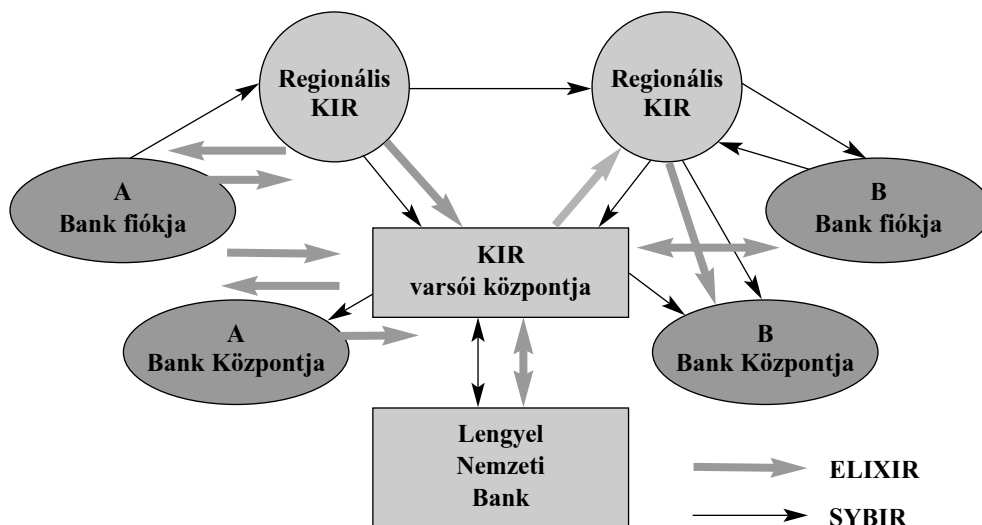 Regionális
KIR
Regionális
KIR
A
Bank fiókja
B
Bank fiókja
KIR
varsói központja
A
Bank Központja
B
Bank Központja
Lengyel
Nemzeti
Bank
ELIXIR
SYBIR